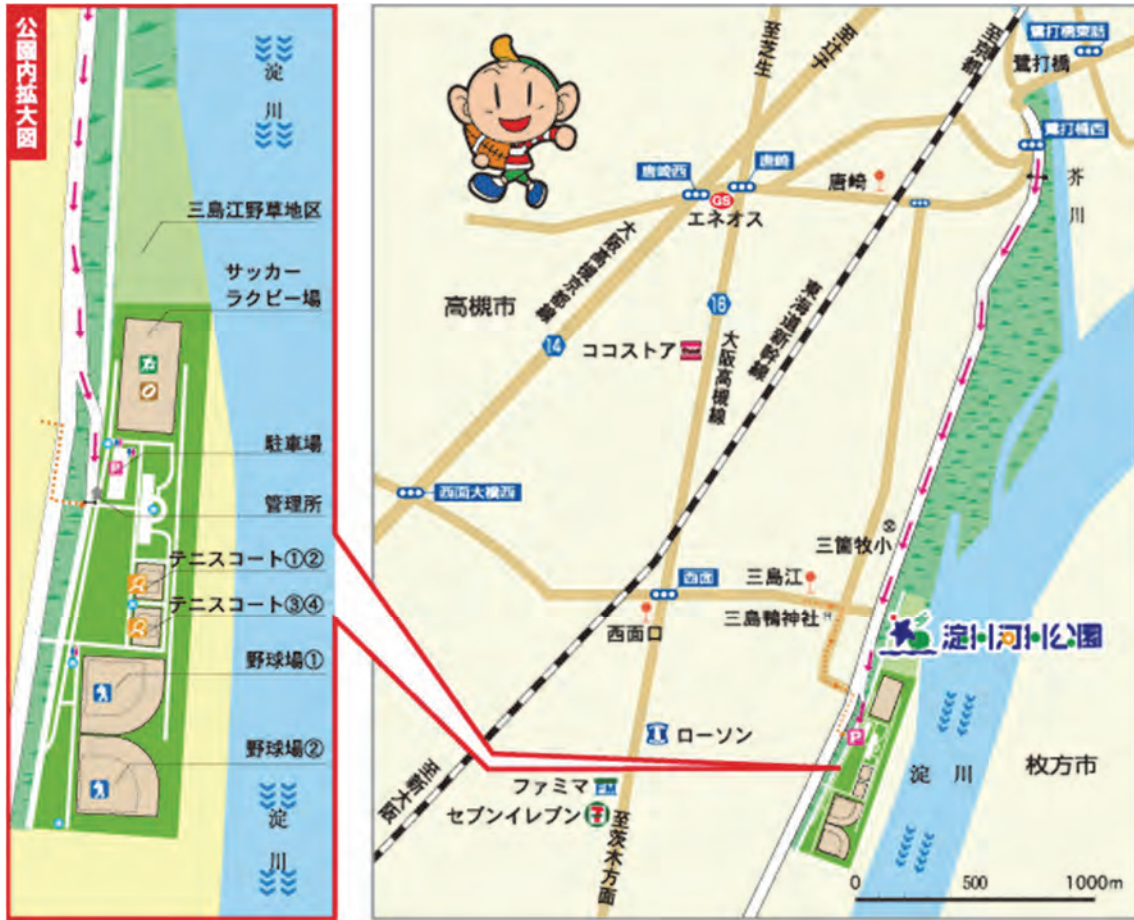 公園内拡大図
淀
川
三島江野草地区
サッカー
ラクビー場
駐車場
P
管理所
テニスコート①②
テニスコート③④
野球場①
野球場②
淀
川
至芝生
至辻子
至京都
鷺打橋東詰
鷺打橋
鷺打橋西
芥
川
唐崎西
唐崎
唐崎
GS
エネオス
大阪高槻京都線
高槻市
14
16
ココストア
大阪高槻線
東海道新幹線
西面大橋西
三箇牧小
西面
三島江
西面口
三島鴨神社
淀川河川公園
P
ローソン
淀
川
枚方市
至新大阪
ファミマ
FM
セブンイレブン
至茨木方面
0
500
1000m